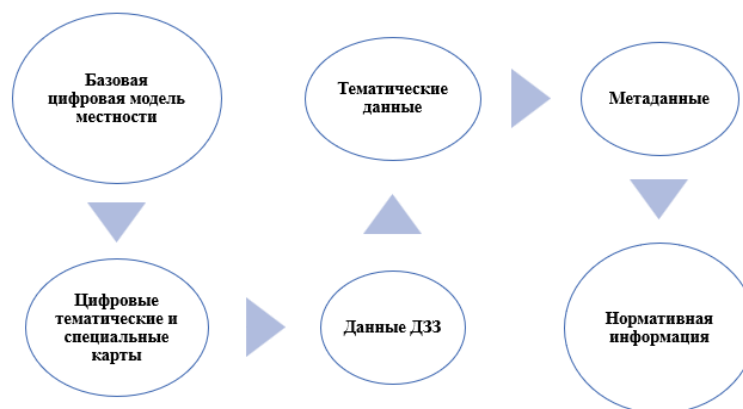 Базовая
цифровая модель
местности
Цифровые
тематические и
специальные
карты
Данные ДЗЗ
Тематические
данные
Метаданные
Нормативная
информация